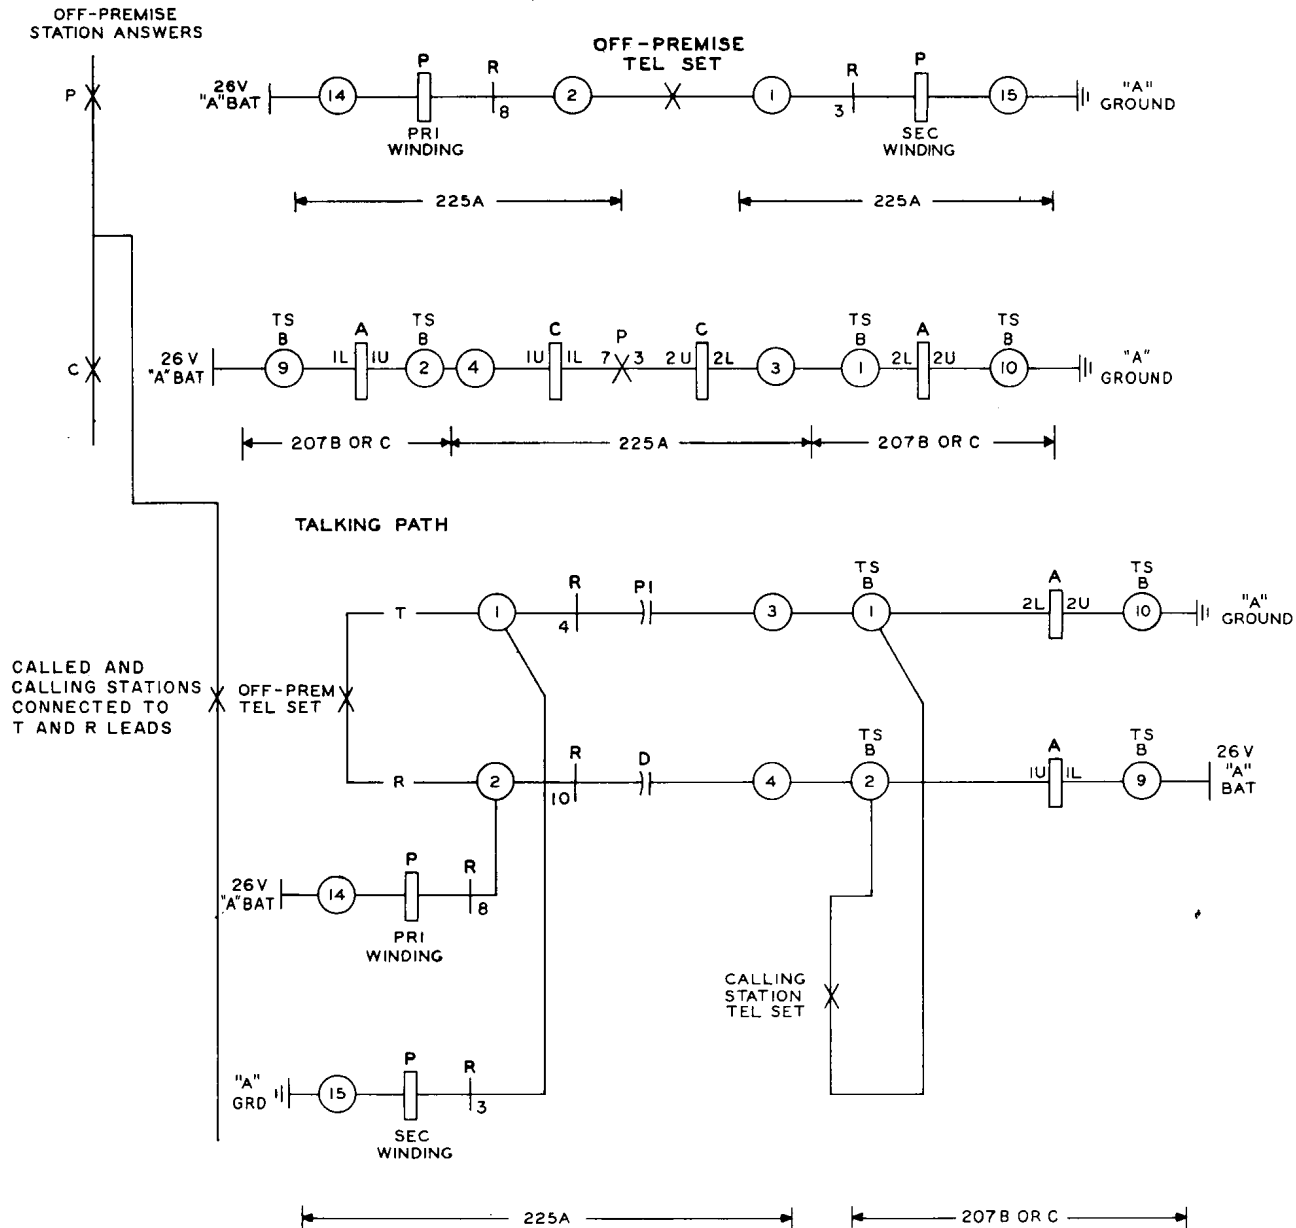 OFF-PREMISE
STATION ANSWERS
P
26V
"A" BAT
14
P
PRI
WINDING
R
8
2
OFF-PREMISE
TEL SET
1
R
3
P
SEC
WINDING
15
"A"
GROUND
225A
225A
C
26 V
"A" BAT
TS
B
9
1L
A
1U
TS
B
2
4
1U
C
1L
7
P
3
2U
C
2L
3
TS
B
1
2L
A
2U
TS
B
10
"A"
GROUND
207B OR C
225A
207B OR C
TALKING PATH
T
1
R
4
P1
3
TS
B
1
2L
A
2U
TS
B
10
"A"
GROUND
CALLED AND
CALLING STATIONS
CONNECTED TO
T AND R LEADS
OFF-PREM
TEL SET
R
2
R
10
D
4
TS
B
2
1U
A
1L
TS
B
9
26 V
"A"
BAT
26V
"A" BAT
14
P
PRI
WINDING
R
8
CALLING
STATION
TEL SET
"A"
GRD
15
P
SEC
WINDING
R
3
225A
207B OR C